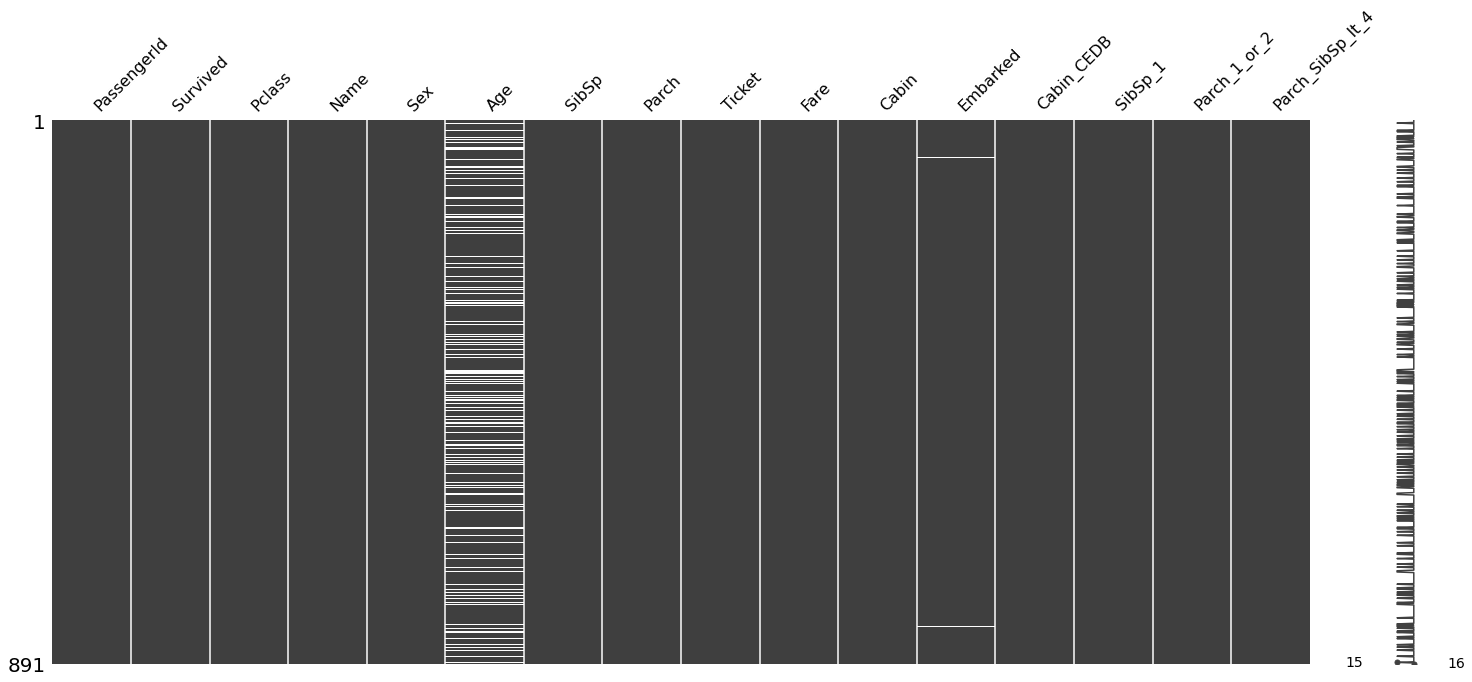 PassengerId
Survived
Pclass
Name
Sex
Age
SibSp
Parch
Ticket
Fare
Cabin
Embarked
Cabin_CEDB
SibSp_1
Parch_1_or_2
Parch_SibSp_lt_4
1
891
15
16